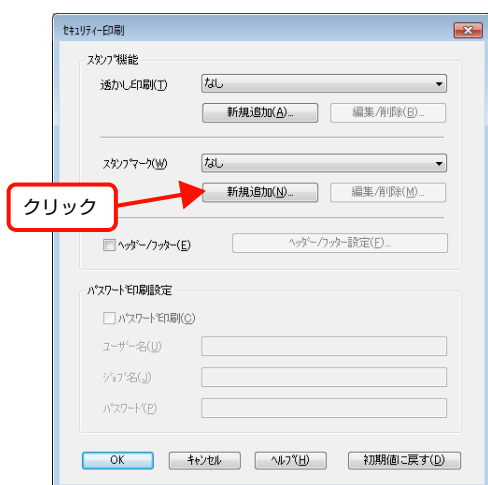 セキュリティー印刷
スタンプ機能
透かし印刷(T)
なし
新規追加(A)...
編集/削除(B)...
スタンプマーク(W)
なし
新規追加(N)...
編集/削除(M)...
クリック
ヘッダー/フッター(E)
ヘッダー/フッター設定(F)...
パスワード印刷設定
パスワード印刷(C)
ユーザー名(U)
ジョブ名(J)
パスワード(P)
OK
キャンセル
ヘルプ(H)
初期値に戻す(D)